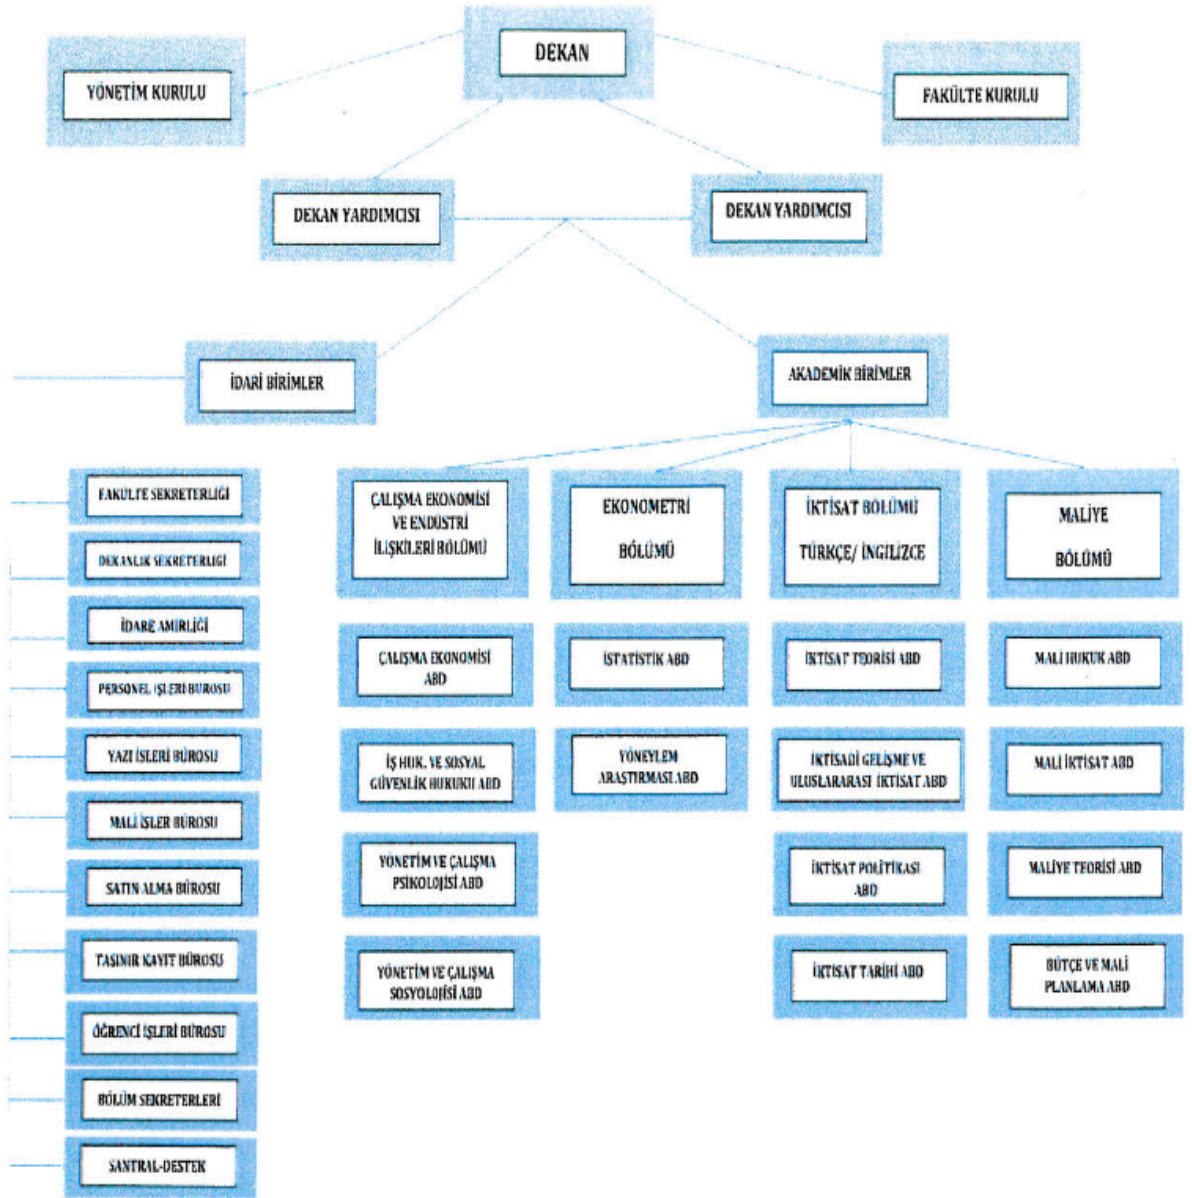 DEKAN
YÖNETİM KURULU
FAKÜLTE KURULU
DEKAN YARDIMCISI
DEKAN YARDIMCISI
İDARİ BİRİMLER
AKADEMİK BİRİMLER
FAKÜLTE SEKRETERLİĞİ
DEKANLIK SEKRETERLİĞİ
İDARE AMİRLİĞİ
PERSONEL İŞLERİ BÜROSU
YAZI İŞLERİ BÜROSU
MALİ İŞLER BÜROSU
SATIN ALMA BÜROSU
TAŞINIR KAYIT BÜROSU
ÖĞRENCİ İŞLERİ BÜROSU
BÖLÜM SEKRETERLERİ
SANTRAL-DESTEK
ÇALIŞMA EKONOMİSİ
VE ENDÜSTRİ
İLİŞKİLERİ BÖLÜMÜ
ÇALIŞMA EKONOMİSİ
ABD
İŞ HUK. VE SOSYAL
GÜVENLİK HUKUKU ABD
YÖNETİM VE ÇALIŞMA
PSİKOLOJİSİ ABD
YÖNETİM VE ÇALIŞMA
SOSYOLOJİSİ ABD
EKONOMETRİ
BÖLÜMÜ
İSTATİSTİK ABD
YÖNEYLEM
ARAŞTIRMASI ABD
İKTİSAT BÖLÜMÜ
TÜRKÇE/ İNGİLİZCE
İKTİSAT TEORİSİ ABD
İKTİSADİ GELİŞME VE
ULUSLARARASI İKTİSAT ABD
İKTİSAT POLİTİKASI
ABD
İKTİSAT TARİHİ ABD
MALİYE
BÖLÜMÜ
MALİ HUKUK ABD
MALİ İKTİSAT ABD
MALİYE TEORİSİ ABD
BÜTÇE VE MALİ
PLANLAMA ABD